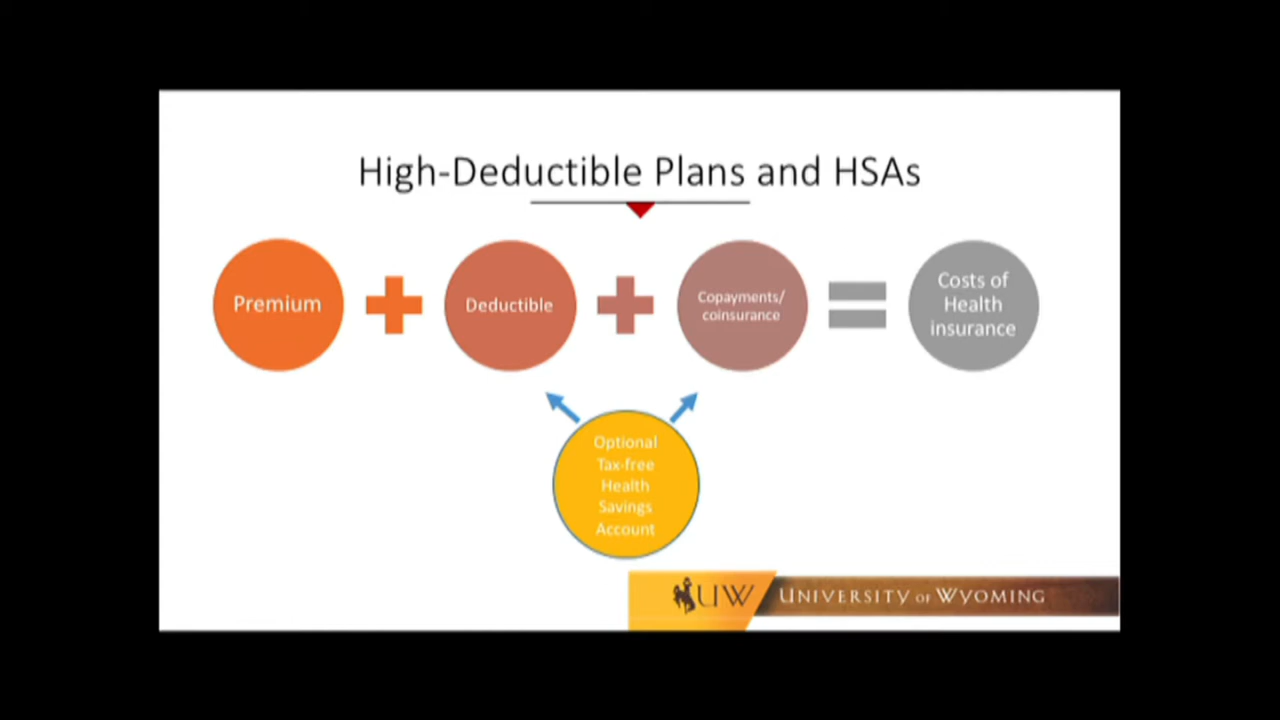 High-Deductible Plans and HSAs
Premium
Deductible
Copayments/
coinsurance
Costs of
Health
insurance
Optional
Tax-free
Health
Savings
Account
UW
UNIVERSITY OF WYOMING